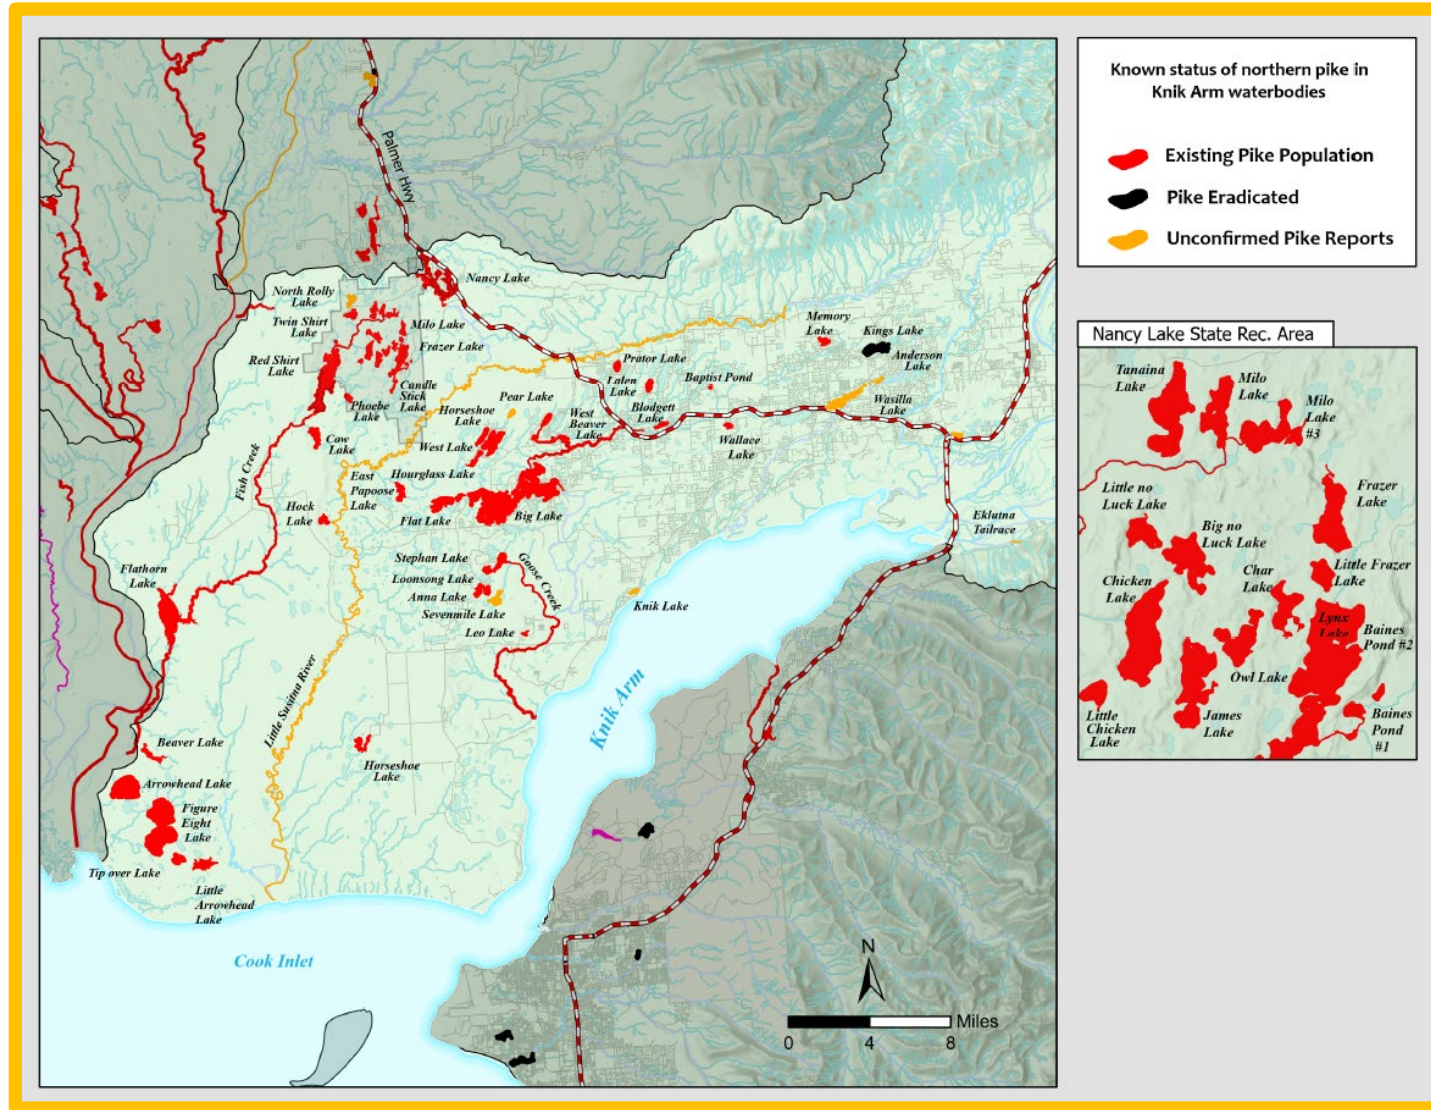 Known status of northern pike in
Knik Arm waterbodies
Existing Pike Population
Pike Eradicated
Unconfirmed Pike Reports
Palmer Hwy
Nancy Lake
North Rolly
Lake
Twin Shirt
Lake
Milo Lake
Frazer Lake
Red Shirt
Lake
Candle
Stick
Lake
Phoebe
Lake
Cow
Lake
Fish Creek
Hock
Lake
Flathorn
Lake
Pear Lake
Horseshoe
Lake
West
Beaver
Lake
West Lake
Hourglass Lake
East
Papoose
Lake
Flat Lake
Big Lake
Prator Lake
Lalen
Lake
Blodgett
Lake
Baptist Pond
Wallace
Lake
Memory
Lake
Kings Lake
Anderson
Lake
Wasilla
Lake
Eklutna
Tailrace
Stephan Lake
Loonsong Lake
Anna Lake
Sevenmile Lake
Leo Lake
Goose Creek
Knik Lake
Little Susitna River
Knik Arm
Horseshoe
Lake
Beaver Lake
Arrowhead Lake
Figure
Eight
Lake
Tip over Lake
Little
Arrowhead
Lake
Cook Inlet
N
Miles
0 4 8
Nancy Lake State Rec. Area
Tanaina
Lake
Milo
Lake
Milo
Lake
#3
Little no
Luck Lake
Frazer
Lake
Big no
Luck Lake
Char
Lake
Little Frazer
Lake
Chicken
Lake
Lynx
Lake
Baines
Pond #2
Owl Lake
Little
Chicken
Lake
James
Lake
Baines
Pond
#1